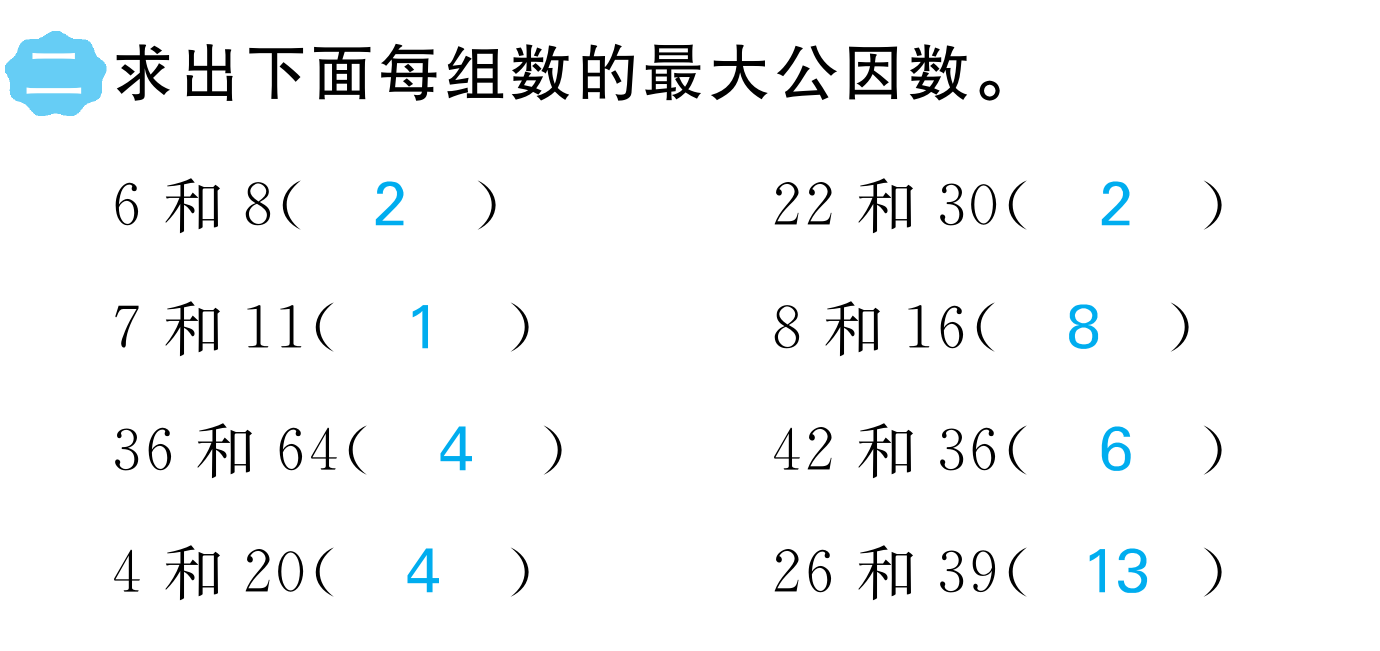 二 求出下面每组数的最大公因数。
6 和 8( 2 ) 22 和 30( 2 )
7 和 11( 1 ) 8 和 16( 8 )
36 和 64( 4 ) 42 和 36( 6 )
4 和 20( 4 ) 26 和 39( 13 )